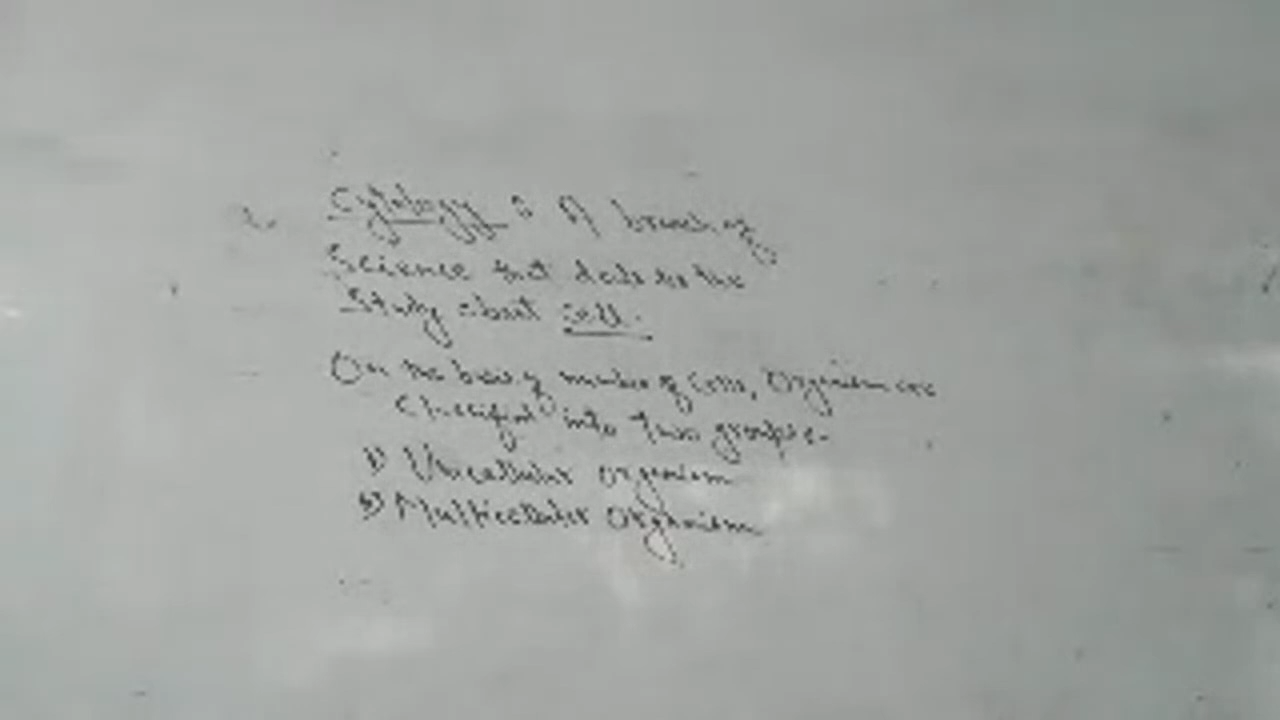 Cytology : A branch of
Science that deals to the
Study about cell.
On the basis of number of cells, Organism are
Classified into two groups.
1) Unicellular organism
2) Multicellular Organism